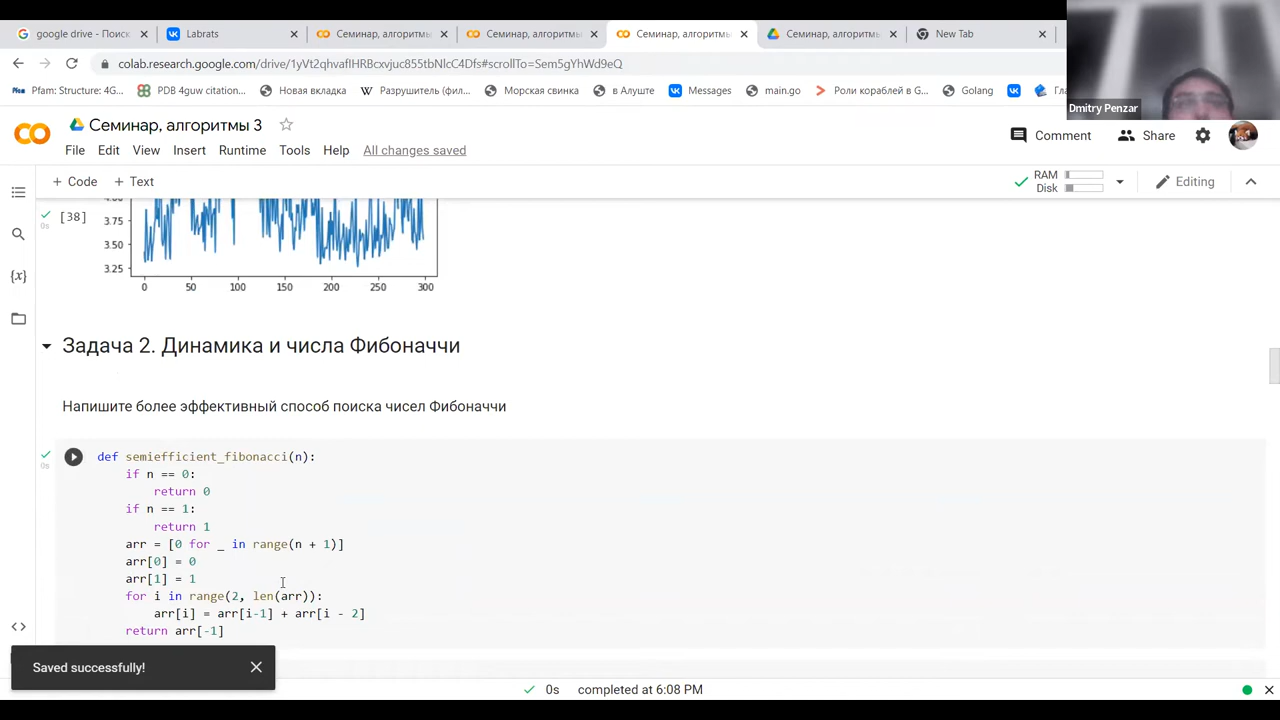 google drive - Поиск
Labrats
Семинар, алгоритмы
Семинар, алгоритмы
Семинар, алгоритмы
Семинар, алгоритмы
New Tab
colab.research.google.com/drive/1yVt2qhvaflHRBcxvjuc855tbNlcC4Dfs#scrollTo=Sem5gYhWd9eQ
Pfam: Structure: 4G...
PDB 4guw citation...
Новая вкладка
Разрушитель (фил...
Морская свинка
в Алуште
Messages
main.go
Роли кораблей в G...
Golang
Dmitry Penzar
Семинар, алгоритмы 3
Comment
Share
File Edit View Insert Runtime Tools Help All changes saved
+ Code + Text
RAM
Disk
Editing
[38]
0s
3.75
3.50
3.25
0 50 100 150 200 250 300
Задача 2. Динамика и числа Фибоначчи
Напишите более эффективный способ поиска чисел Фибоначчи
0s
def semiefficient_fibonacci(n):
if n == 0:
return 0
if n == 1:
return 1
arr = [0 for _ in range(n + 1)]
arr[0] = 0
arr[1] = 1
for i in range(2, len(arr)):
arr[i] = arr[i-1] + arr[i - 2]
return arr[-1]
Saved successfully!
0s completed at 6:08 PM